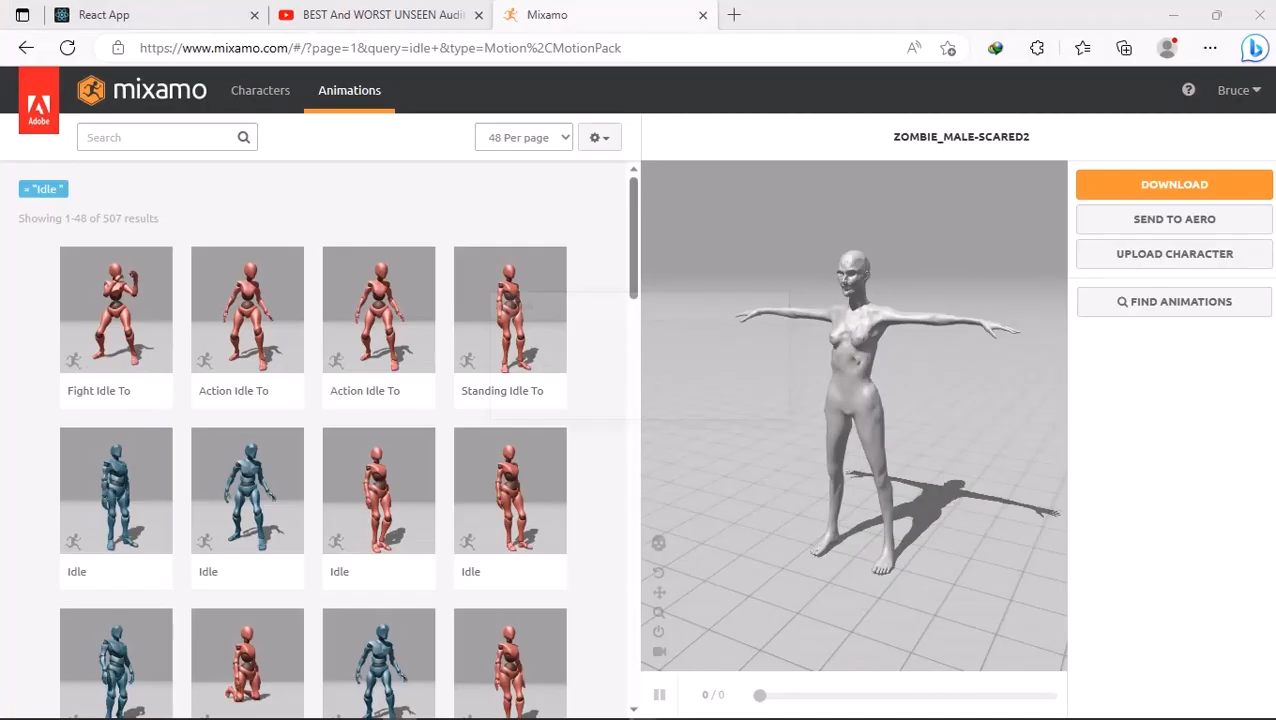 React App
BEST And WORST UNSEEN Audi
Mixamo
https://www.mixamo.com/#/?page=1&query=idle+&type=Motion%2CMotionPack
Adobe
mixamo
Characters
Animations
Bruce
Search
48 Per page
ZOMBIE_MALE-SCARED2
× "Idle "
Showing 1-48 of 507 results
DOWNLOAD
SEND TO AERO
UPLOAD CHARACTER
FIND ANIMATIONS
Fight Idle To
Action Idle To
Action Idle To
Standing Idle To
Idle
Idle
Idle
Idle
0 / 0